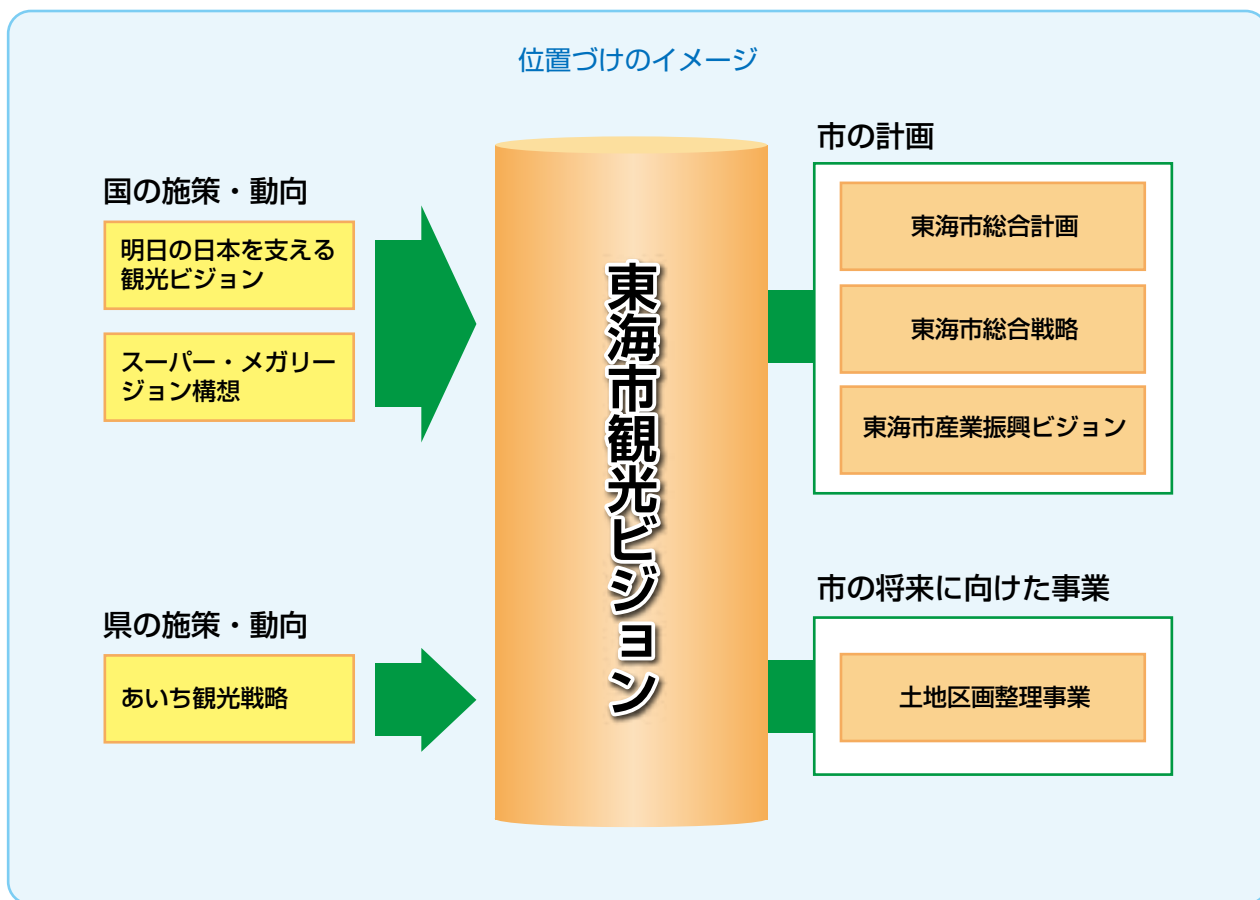 位置づけのイメージ
国の施策・動向
明日の日本を支える
観光ビジョン
スーパー・メガリー
ジョン構想
県の施策・動向
あいち観光戦略
東海市観光ビジョン
市の計画
東海市総合計画
東海市総合戦略
東海市産業振興ビジョン
市の将来に向けた事業
土地区画整理事業